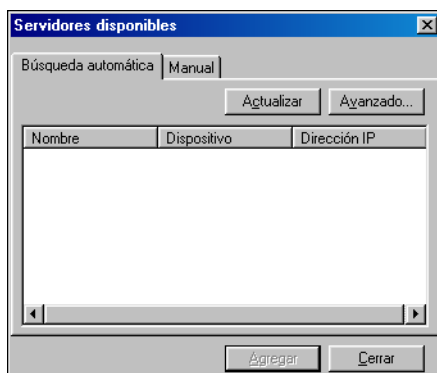 Servidores disponibles
Búsqueda automática Manual
Actualizar Avanzado...
Nombre Dispositivo Dirección IP
Agregar Cerrar